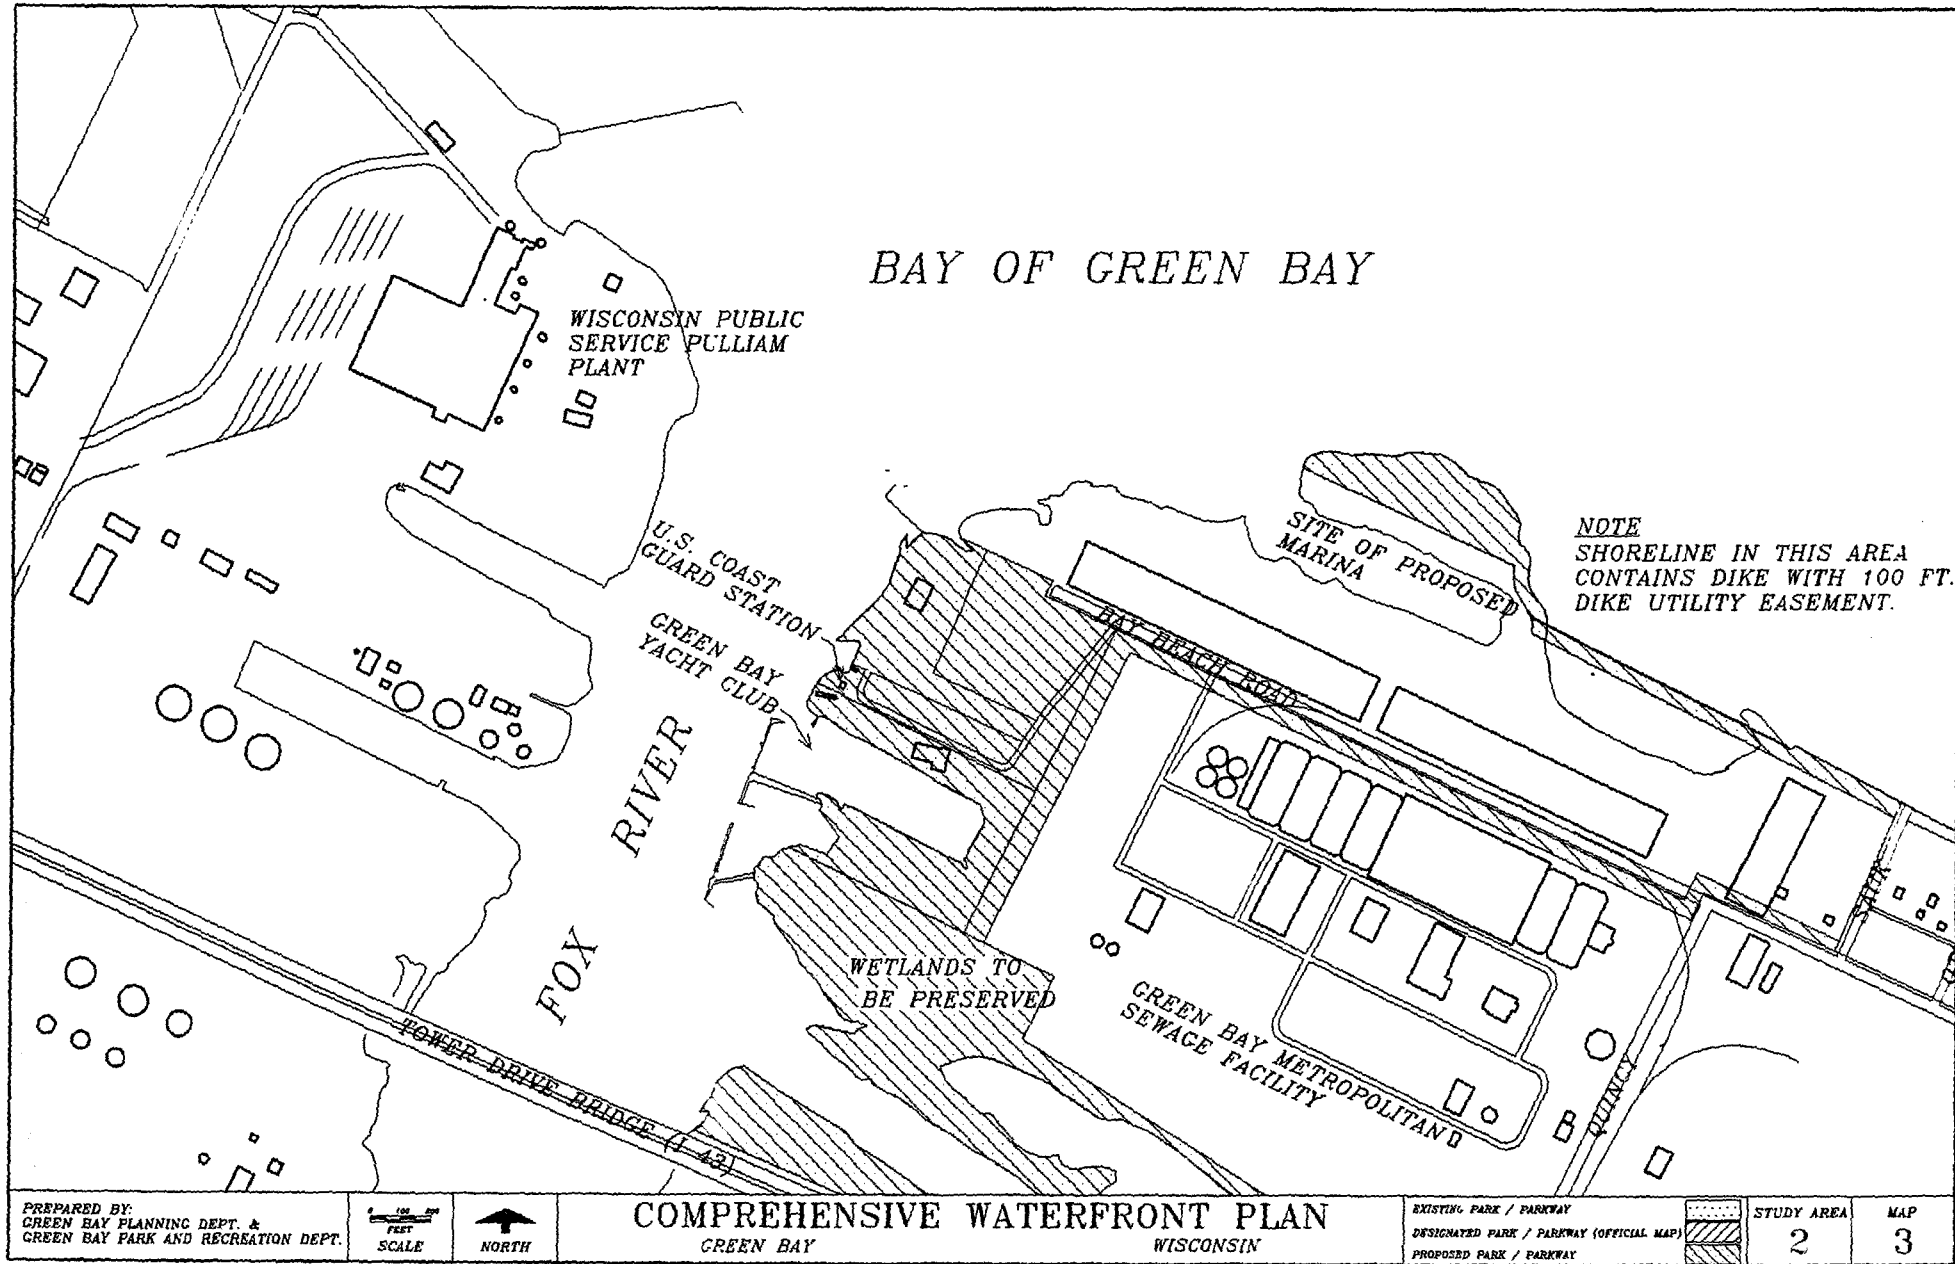 BAY OF GREEN BAY
WISCONSIN PUBLIC
SERVICE PULLIAM
PLANT
U.S. COAST
GUARD STATION
GREEN BAY
YACHT CLUB
SITE OF PROPOSED
MARINA
NOTE
SHORELINE IN THIS AREA
CONTAINS DIKE WITH 100 FT.
DIKE UTILITY EASEMENT.
BAY BEACH ROAD
FOX RIVER
SAUK
WETLANDS TO
BE PRESERVED
GREEN BAY METROPOLITAN
SEWAGE FACILITY
QUINCY
TOWER DRIVE BRIDGE (I 43)
PREPARED BY:
GREEN BAY PLANNING DEPT. &
GREEN BAY PARK AND RECREATION DEPT.
0 100 200
FEET
SCALE
NORTH
COMPREHENSIVE WATERFRONT PLAN
GREEN BAY WISCONSIN
EXISTING PARK / PARKWAY
DESIGNATED PARK / PARKWAY (OFFICIAL MAP)
PROPOSED PARK / PARKWAY
STUDY AREA
2
MAP
3